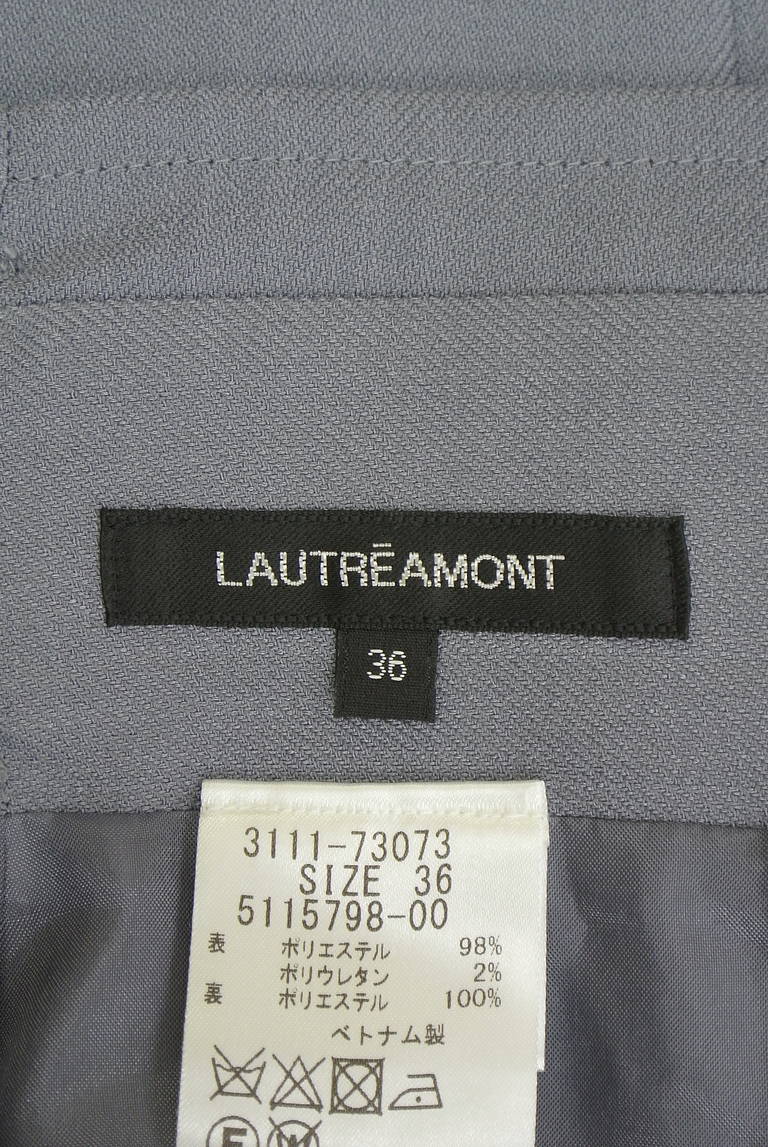 LAUTRÉAMONT
36
3111-73073
SIZE 36
5115798-00
表 ポリエステル 98%
ポリウレタン 2%
裏 ポリエステル 100%
ベトナム製
F W